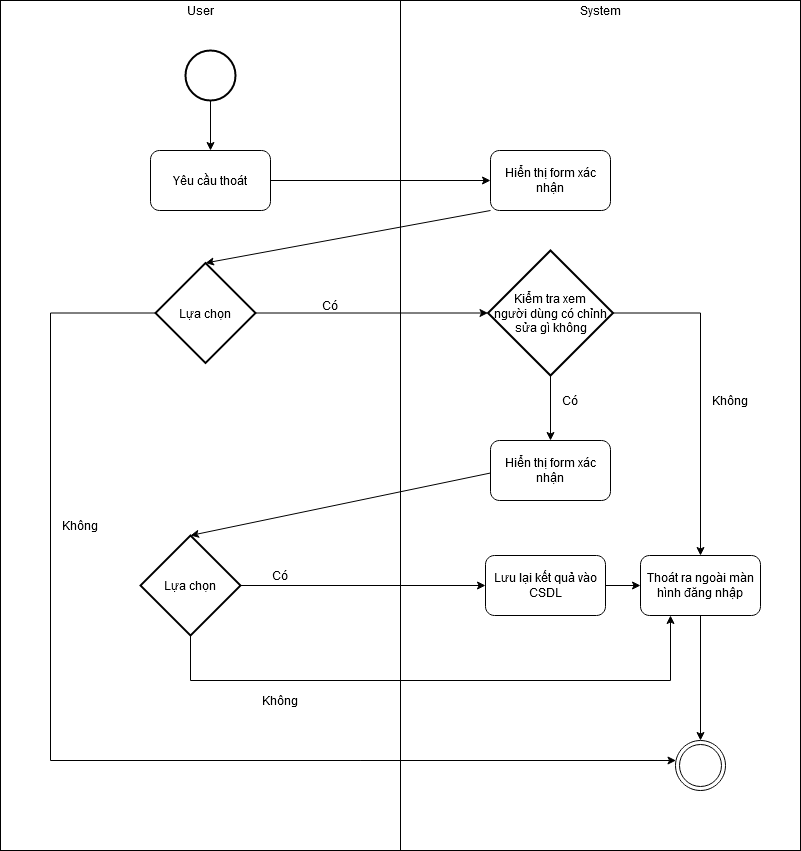 User
System
Yêu cầu thoát
Hiển thị form xác
nhận
Lựa chọn
Có
Kiểm tra xem
người dùng có chỉnh
sửa gì không
Có
Không
Hiển thị form xác
nhận
Không
Lựa chọn
Có
Lưu lại kết quả vào
CSDL
Thoát ra ngoài màn
hình đăng nhập
Không